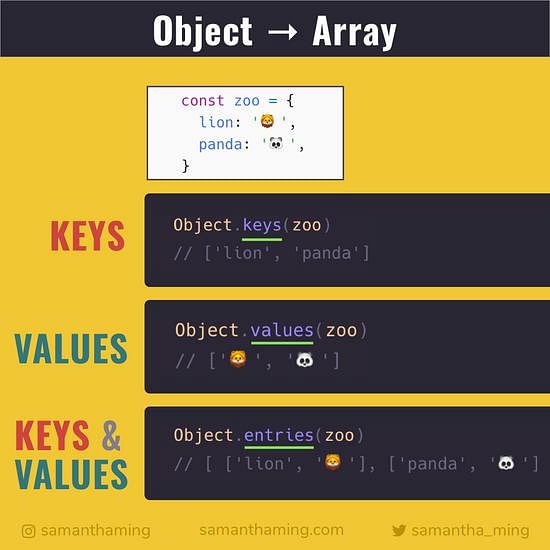 Object → Array
const zoo = {
lion: '🦁',
panda: '🐼',
}
KEYS
Object.keys(zoo)
// ['lion', 'panda']
VALUES
Object.values(zoo)
// ['🦁', '🐼']
KEYS &
VALUES
Object.entries(zoo)
// [ ['lion', '🦁'], ['panda', '🐼'] ]
samanthaming
samanthaming.com
samantha_ming